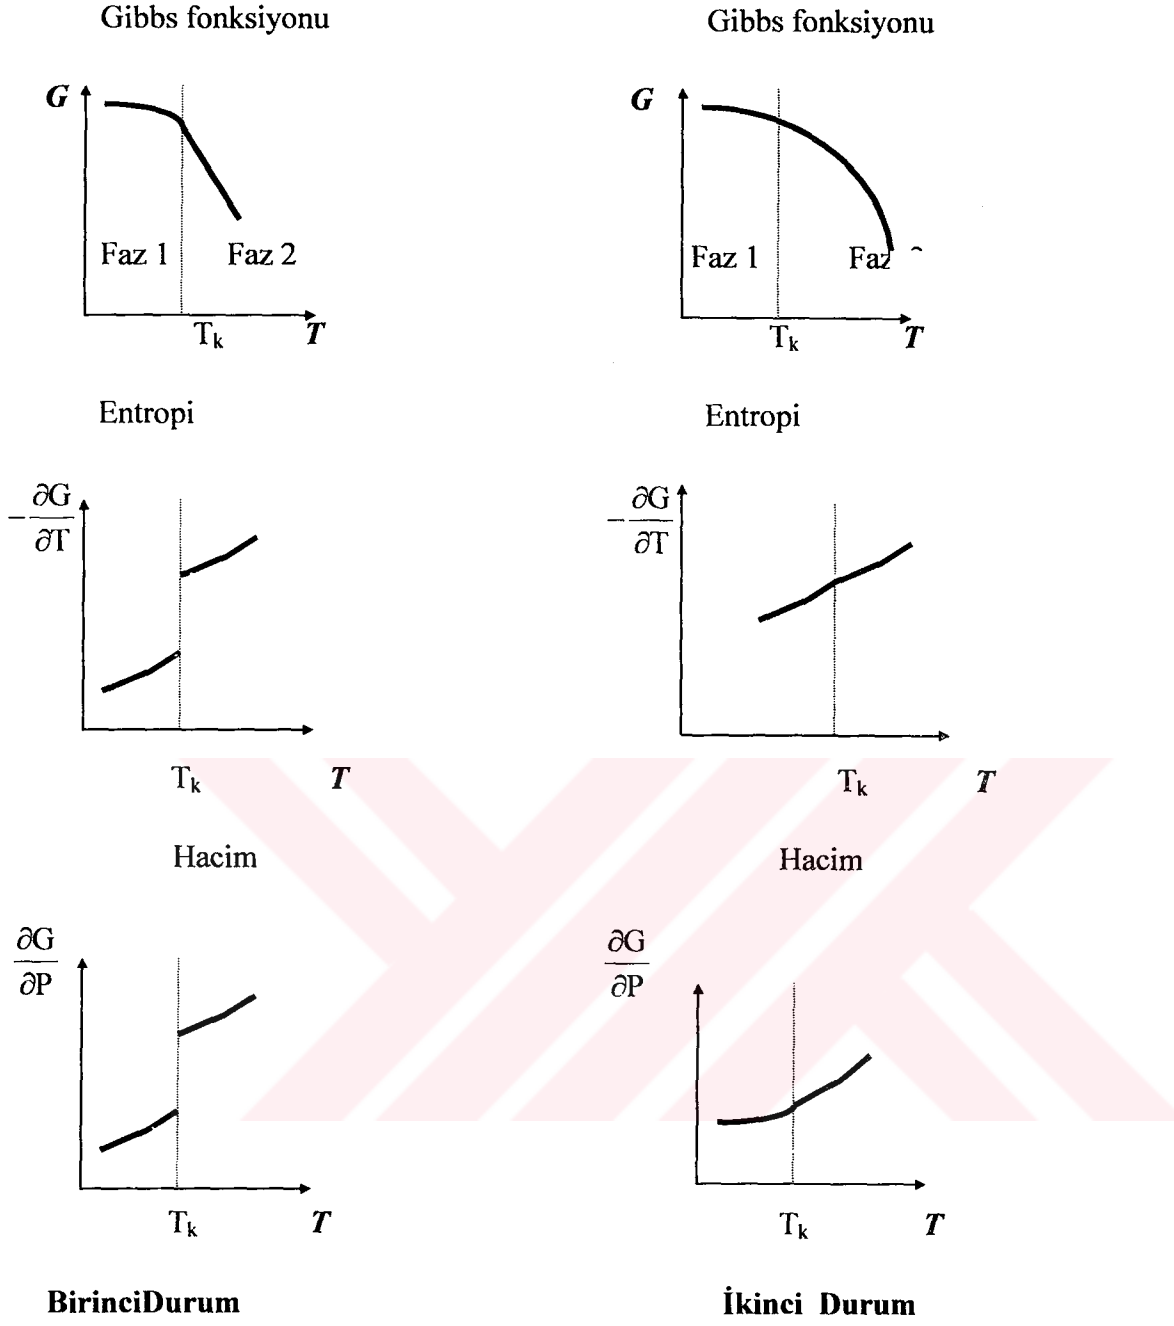 Gibbs fonksiyonu
Gibbs fonksiyonu
G
Faz 1
Faz 2
T_k
T
G
Faz 1
Faz
T_k
T
Entropi
Entropi
−∂G/∂T
T_k
T
−∂G/∂T
T_k
T
Hacim
Hacim
∂G/∂P
T_k
T
∂G/∂P
T_k
T
BirinciDurum
İkinci Durum